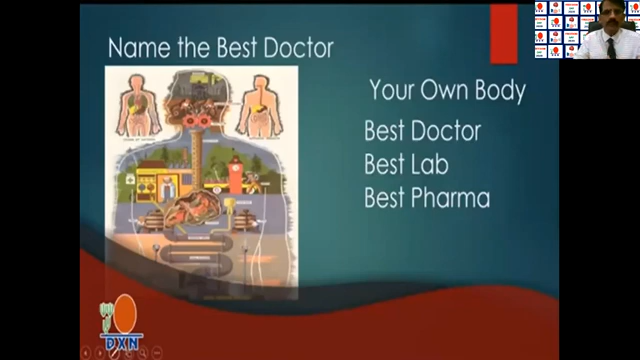 Name the Best Doctor
Your Own Body
Best Doctor
Best Lab
Best Pharma
DXN